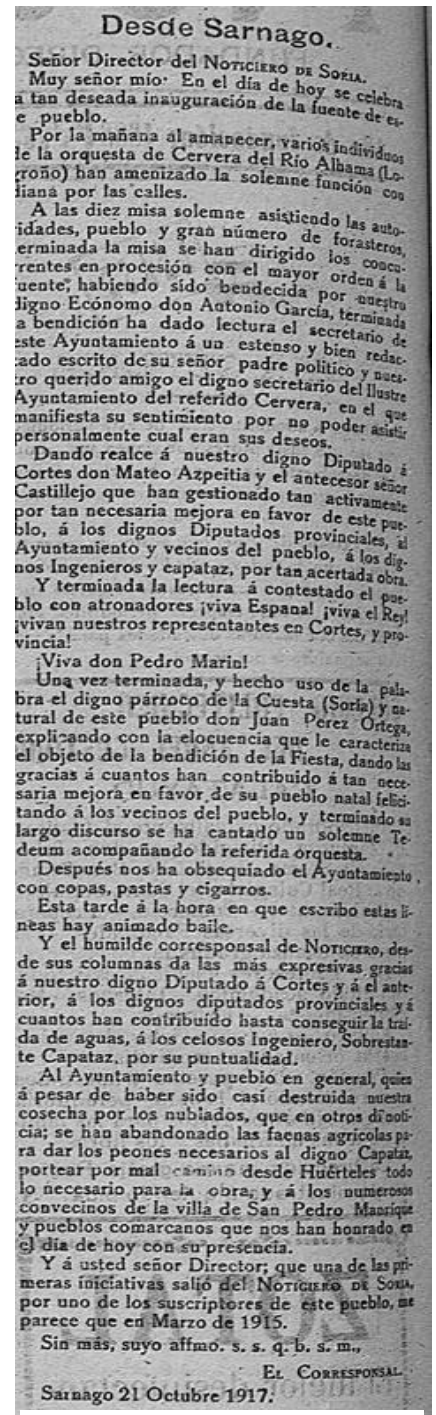 Desde Sarnago.
Señor Director del NOTICIERO DE SORIA.
Muy señor mío: En el día de hoy se celebra
a tan deseada inauguración de la fuente de es-
e pueblo.
Por la mañana al amanecer, varios individuos
de la orquesta de Cervera del Río Alhama (Lo-
groño) han amenizado la solemne función con
diana por las calles.
A las diez misa solemne asistiendo las auto-
ridades, pueblo y gran número de forasteros,
terminada la misa se han dirigido los concu-
rrentes en procesión con el mayor orden á la
fuente, habiendo sido bendecida por nuestro
digno Ecónomo don Antonio García, terminada
a bendición ha dado lectura el secretario de
este Ayuntamiento á un estenso y bien redac-
tado escrito de su señor padre politico y nues-
tro querido amigo el digno secretario del Ilustre
Ayuntamiento del referido Cervera, en el que
manifiesta su sentimiento por no poder asistir
personalmente cual eran sus deseos.
Dando realce á nuestro digno Diputado á
Cortes don Mateo Azpeitia y el antecesor señor
Castillejo que han gestionado tan activamente
por tan necesaria mejora en favor de este pue-
blo, á los dignos Diputados provinciales, al
Ayuntamiento y vecinos del pueblo, á los dig-
nos Ingenieros y capataz, por tan acertada obra.
Y terminada la lectura á contestado el pue-
blo con atronadores ¡viva Espana! ¡viva el Rey!
¡vivan nuestros representantes en Cortes, y pro-
vincia!
¡Viva don Pedro Marin!
Una vez terminada, y hecho uso de la pala-
bra el digno párroco de la Cuesta (Soria) y na-
tural de este pueblo don Juan Perez Ortega,
explicando con la elocuencia que le caracteriza
el objeto de la bendición de la Fiesta, dando las
gracias á cuantos han contribuido á tan nece-
saria mejora en favor de su pueblo natal felici-
tando á los vecinos del pueblo, y terminado su
largo discurso se ha cantado un solemne Te-
deum acompañando la referida orquesta.
Después nos ha obsequiado el Ayuntamiento
con copas, pastas y cigarros.
Esta tarde á la hora en que escribo estas lí-
neas hay animado baile.
Y el humilde corresponsal de NOTICIERO, des-
de sus columnas da las más expresivas gracias
á nuestro digno Diputado á Cortes y á el ante-
rior, á los dignos diputados provinciales y á
cuantos han contribuido hasta conseguir la traí-
da de aguas, á los celosos Ingeniero, Sobrestan-
te Capataz, por su puntualidad.
Al Ayuntamiento y pueblo en general, quien
á pesar de haber sido casi destruida nuestra
cosecha por los nublados, que en otros dí noti-
cia; se han abandonado las faenas agrícolas pa-
ra dar los peones necesarios al digno Capataz,
portear por mal camino desde Huérteles todo
lo necesario para la obra, y á los numerosos
convecinos de la villa de San Pedro Manrique
y pueblos comarcanos que nos han honrado en
el día de hoy con su presencia.
Y á usted señor Director; que una de las pri-
meras iniciativas salió del NOTICIERO DE SORIA,
por uno de los suscriptores de este pueblo, me
parece que en Marzo de 1915.
Sin más, suyo affmo. s. s. q. b. s. m.,
EL CORRESPONSAL.
Sarnago 21 Octubre 1917.